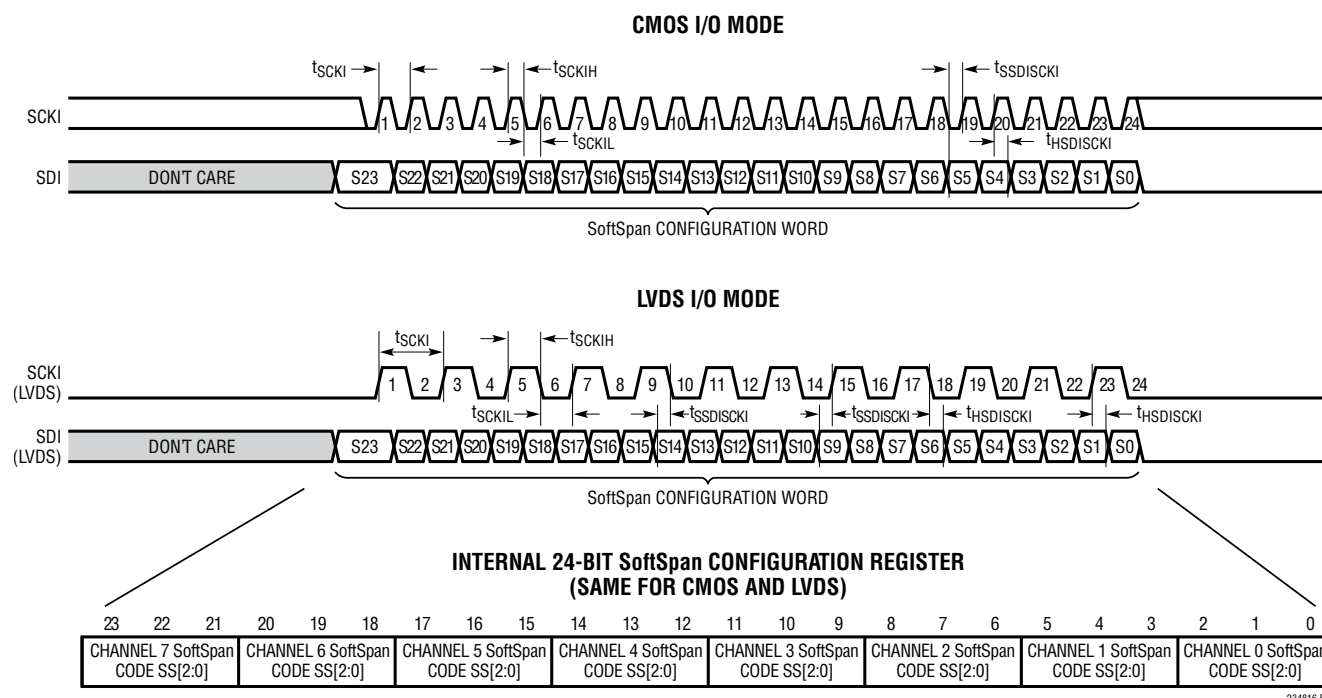 CMOS I/O MODE
tSCKI tSCKIH tSSDISCKI
SCKI 1 2 3 4 5 6 7 8 9 10 11 12 13 14 15 16 17 18 19 20 21 22 23 24
tSCKIL tHSDISCKI
SDI DON'T CARE S23 S22 S21 S20 S19 S18 S17 S16 S15 S14 S13 S12 S11 S10 S9 S8 S7 S6 S5 S4 S3 S2 S1 S0
SoftSpan CONFIGURATION WORD
LVDS I/O MODE
tSCKI tSCKIH
SCKI
(LVDS)
1 2 3 4 5 6 7 8 9 10 11 12 13 14 15 16 17 18 19 20 21 22 23 24
tSCKIL tSSDISCKI tSSDISCKI tHSDISCKI tHSDISCKI
SDI
(LVDS)
DON'T CARE S23 S22 S21 S20 S19 S18 S17 S16 S15 S14 S13 S12 S11 S10 S9 S8 S7 S6 S5 S4 S3 S2 S1 S0
SoftSpan CONFIGURATION WORD
INTERNAL 24-BIT SoftSpan CONFIGURATION REGISTER
(SAME FOR CMOS AND LVDS)
23 22 21 20 19 18 17 16 15 14 13 12 11 10 9 8 7 6 5 4 3 2 1 0
CHANNEL 7 SoftSpan
CODE SS[2:0]
CHANNEL 6 SoftSpan
CODE SS[2:0]
CHANNEL 5 SoftSpan
CODE SS[2:0]
CHANNEL 4 SoftSpan
CODE SS[2:0]
CHANNEL 3 SoftSpan
CODE SS[2:0]
CHANNEL 2 SoftSpan
CODE SS[2:0]
CHANNEL 1 SoftSpan
CODE SS[2:0]
CHANNEL 0 SoftSpan
CODE SS[2:0]